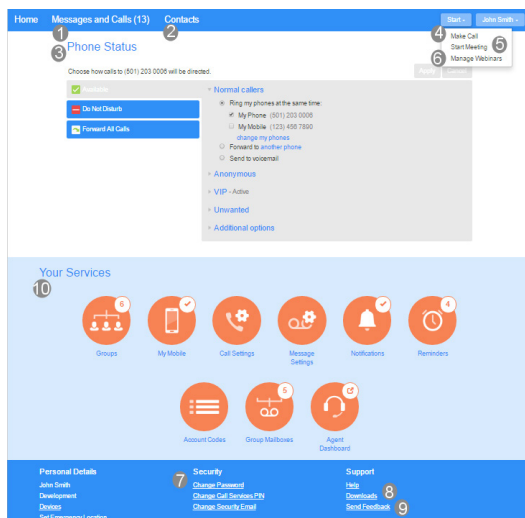 Home Messages and Calls (13) Contacts Start John Smith
1 2 4 Make Call
Start Meeting 5
6 Manage Webinars
3 Phone Status
Choose how calls to (501) 203 0006 will be directed. Apply Cancel
Available
Do Not Disturb
Forward All Calls
Normal callers
Ring my phones at the same time:
My Phone (501) 203 0006
My Mobile (123) 456 7890
change my phones
Forward to another phone
Send to voicemail
Anonymous
VIP - Active
Unwanted
Additional options
Your Services
10
6 4
Groups My Mobile Call Settings Message Settings Notifications Reminders
5
Account Codes Group Mailboxes Agent Dashboard
Personal Details
John Smith
Development
Devices
Set Emergency Location
Security
7 Change Password
Change Call Services PIN
Change Security Email
Support
Help
Downloads 8
Send Feedback 9